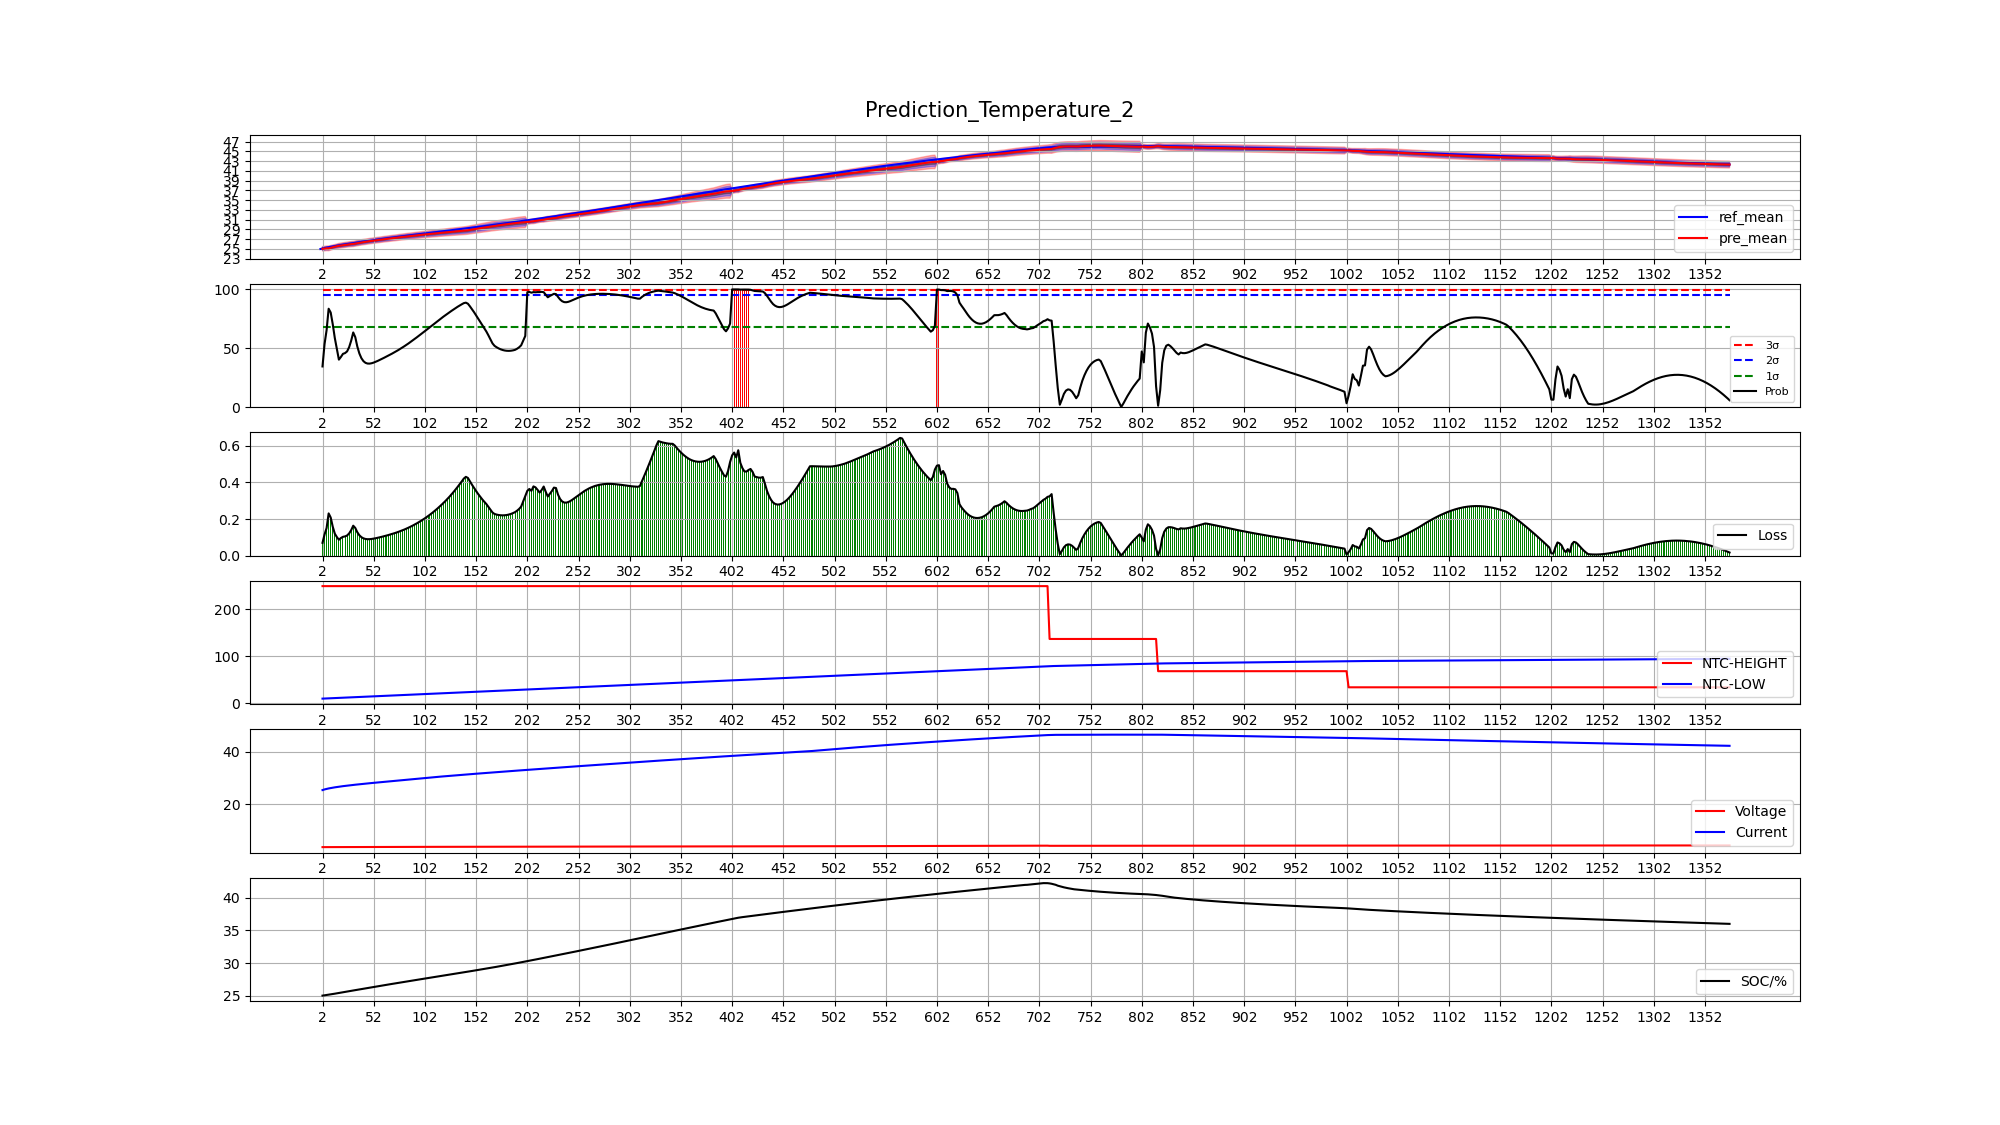 Prediction_Temperature_2
47
45
43
41
39
37
35
33
31
29
27
25
23
ref_mean
pre_mean
2 52 102 152 202 252 302 352 402 452 502 552 602 652 702 752 802 852 902 952 1002 1052 1102 1152 1202 1252 1302 1352
100
50
0
3σ
2σ
1σ
Prob
2 52 102 152 202 252 302 352 402 452 502 552 602 652 702 752 802 852 902 952 1002 1052 1102 1152 1202 1252 1302 1352
0.6
0.4
0.2
0.0
Loss
2 52 102 152 202 252 302 352 402 452 502 552 602 652 702 752 802 852 902 952 1002 1052 1102 1152 1202 1252 1302 1352
200
100
0
NTC-HEIGHT
NTC-LOW
2 52 102 152 202 252 302 352 402 452 502 552 602 652 702 752 802 852 902 952 1002 1052 1102 1152 1202 1252 1302 1352
40
20
Voltage
Current
2 52 102 152 202 252 302 352 402 452 502 552 602 652 702 752 802 852 902 952 1002 1052 1102 1152 1202 1252 1302 1352
40
35
30
25
SOC/%
2 52 102 152 202 252 302 352 402 452 502 552 602 652 702 752 802 852 902 952 1002 1052 1102 1152 1202 1252 1302 1352